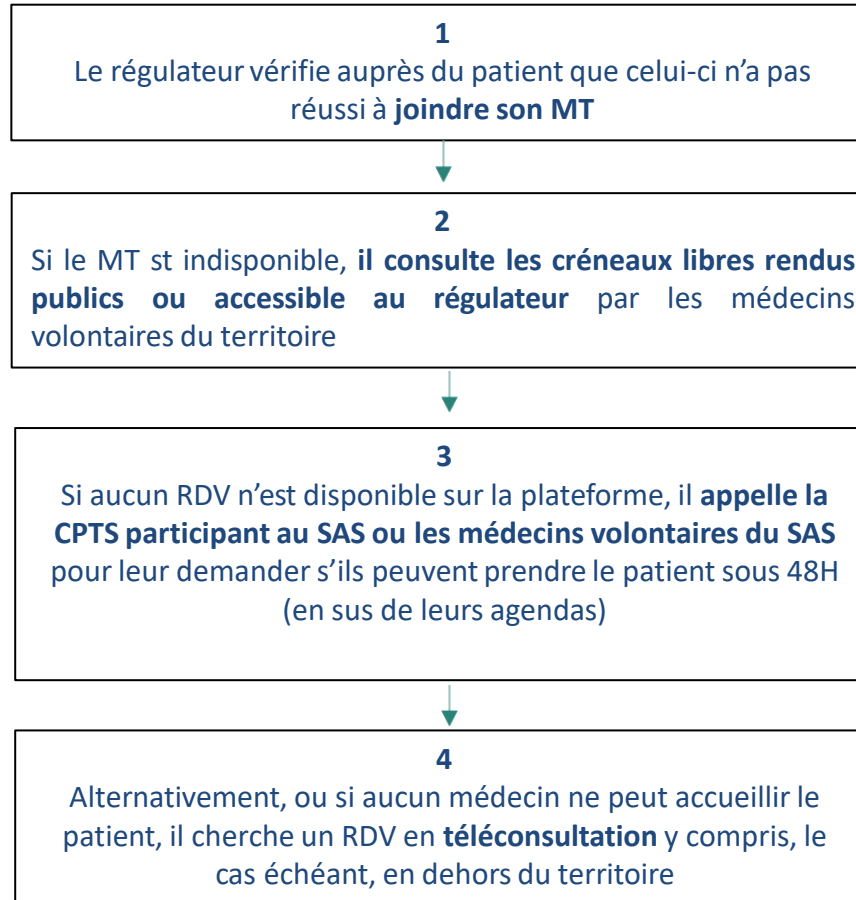 1
Le régulateur vérifie auprès du patient que celui-ci n’a pas
réussi à joindre son MT
2
Si le MT st indisponible, il consulte les créneaux libres rendus
publics ou accessible au régulateur par les médecins
volontaires du territoire
3
Si aucun RDV n’est disponible sur la plateforme, il appelle la
CPTS participant au SAS ou les médecins volontaires du SAS
pour leur demander s’ils peuvent prendre le patient sous 48H
(en sus de leurs agendas)
4
Alternativement, ou si aucun médecin ne peut accueillir le
patient, il cherche un RDV en téléconsultation y compris, le
cas échéant, en dehors du territoire